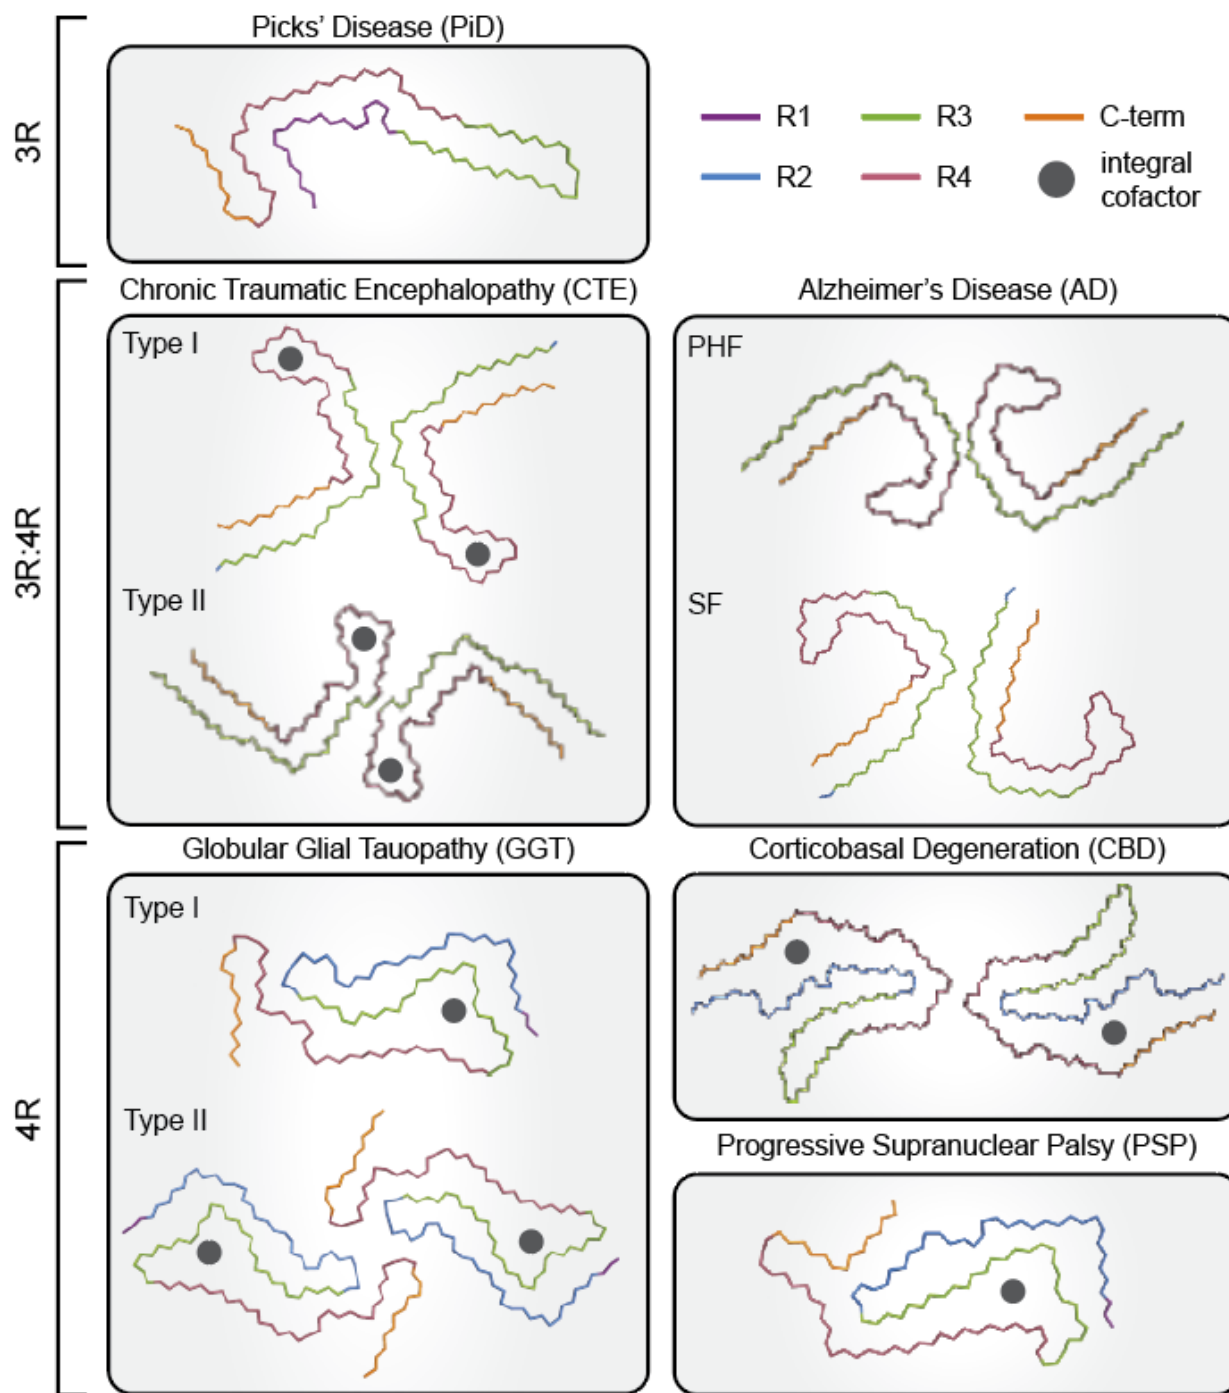 3R
Picks' Disease (PiD)
R1
R2
R3
R4
C-term
integral
cofactor
3R:4R
Chronic Traumatic Encephalopathy (CTE)
Type I
Type II
Alzheimer's Disease (AD)
PHF
SF
4R
Globular Glial Tauopathy (GGT)
Type I
Type II
Corticobasal Degeneration (CBD)
Progressive Supranuclear Palsy (PSP)